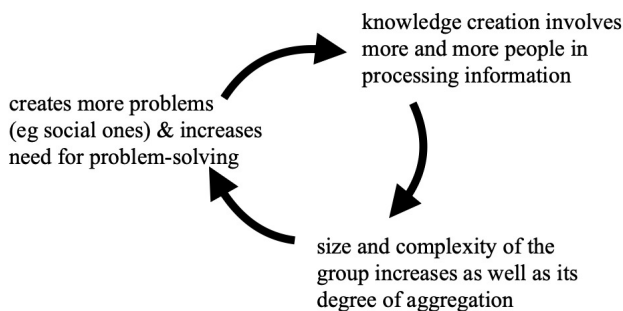 knowledge creation involves
more and more people in
processing information
creates more problems
(eg social ones) & increases
need for problem-solving
size and complexity of the
group increases as well as its
degree of aggregation